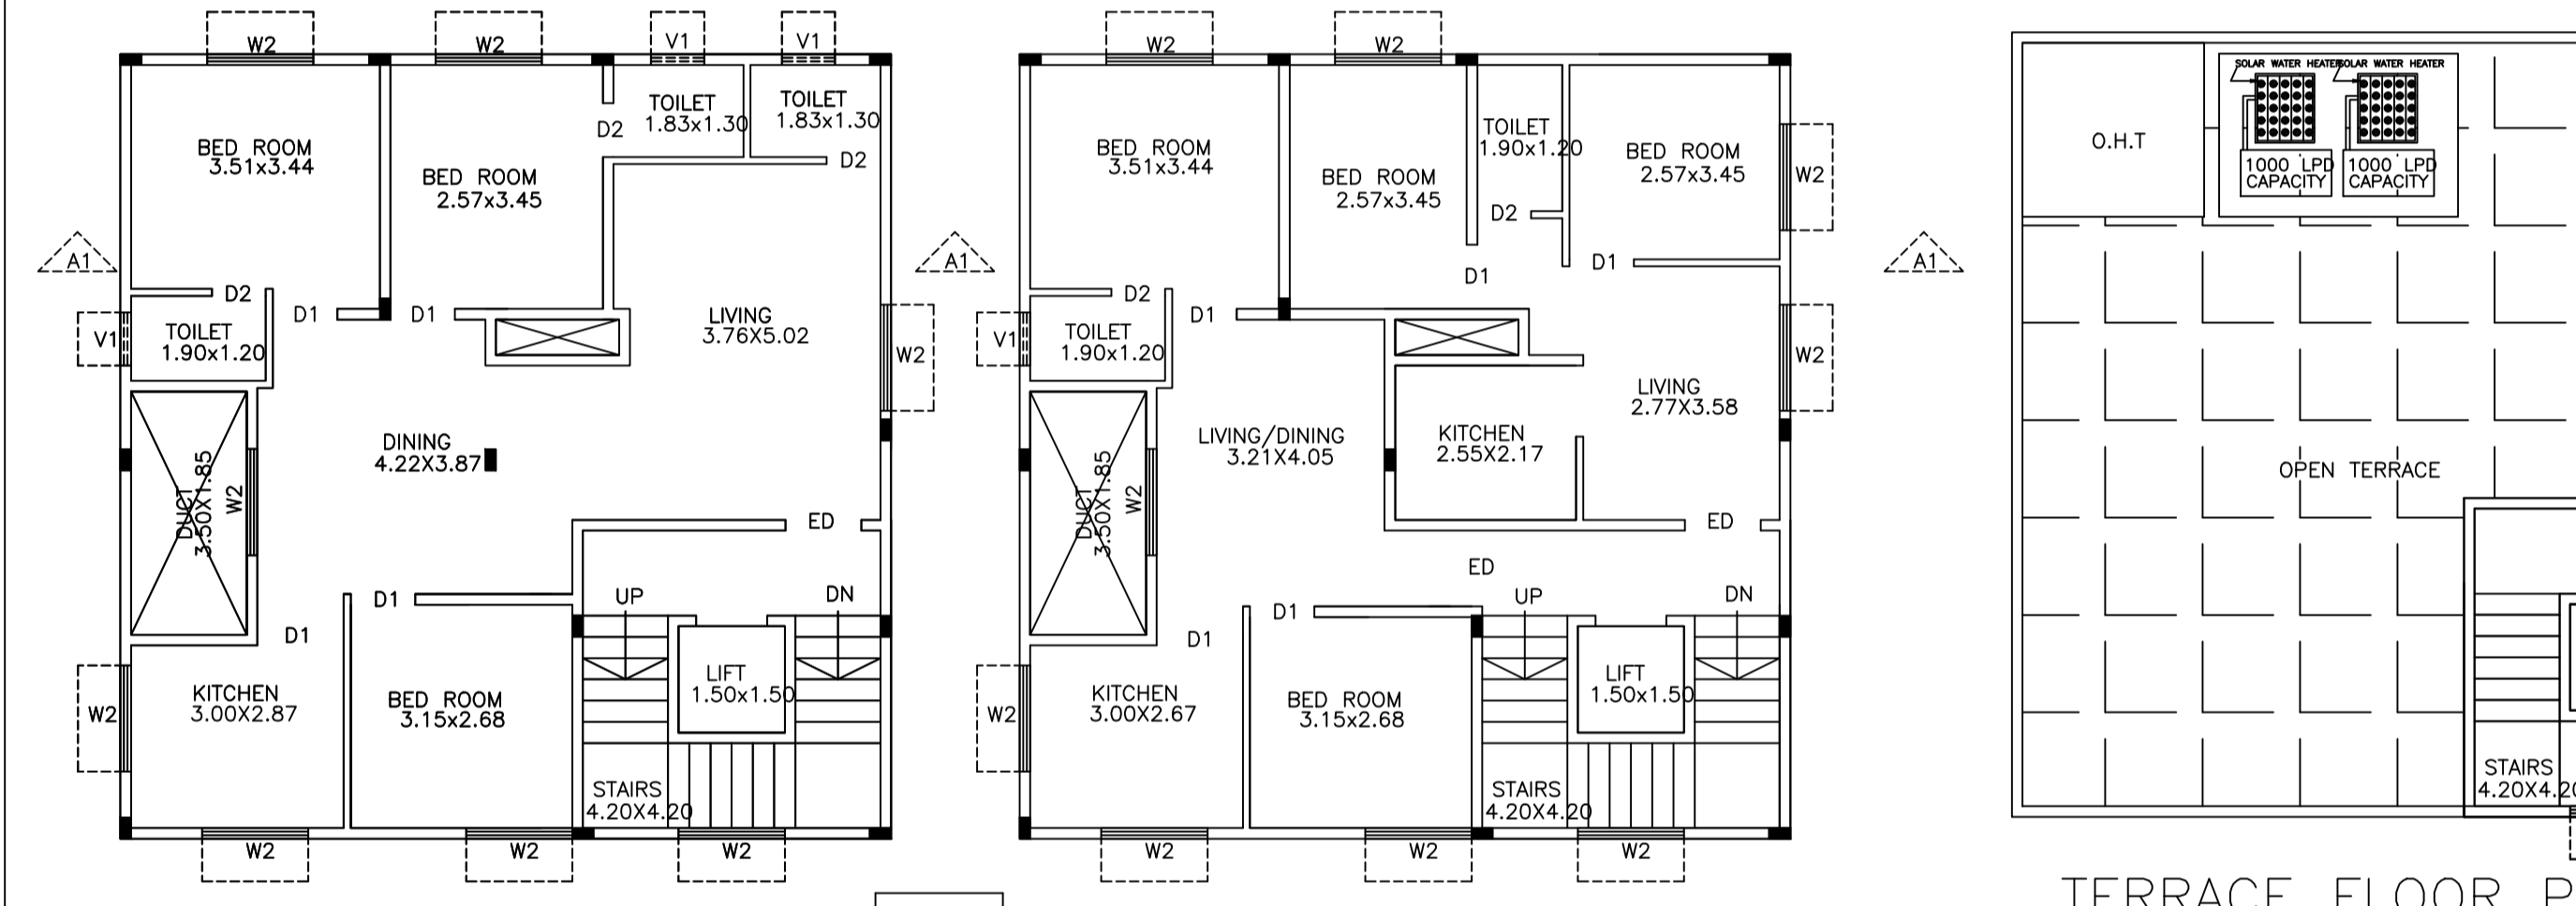 W2
W2
V1
V1
BED ROOM
3.51x3.44
BED ROOM
2.57x3.45
TOILET
1.83x1.30
TOILET
1.83x1.30
D2
D2
A1
D2
D1
D1
V1
TOILET
1.90x1.20
LIVING
3.76X5.02
W2
DINING
4.22X3.87
DUCT
3.50X1.85
W2
ED
D1
UP
DN
D1
KITCHEN
3.00X2.87
BED ROOM
3.15x2.68
LIFT
1.50x1.50
W2
STAIRS
4.20X4.20
W2
W2
W2
W2
W2
BED ROOM
3.51x3.44
BED ROOM
2.57x3.45
TOILET
1.90x1.20
BED ROOM
2.57x3.45
W2
D2
A1
D1
D1
D2
D1
V1
TOILET
1.90x1.20
W2
LIVING
2.77X3.58
LIVING/DINING
3.21X4.05
KITCHEN
2.55X2.17
DUCT
3.50X1.85
W2
ED
ED
D1
UP
DN
D1
KITCHEN
3.00X2.67
BED ROOM
3.15x2.68
LIFT
1.50x1.50
W2
STAIRS
4.20X4.20
W2
W2
W2
A1
SOLAR WATER HEATER
SOLAR WATER HEATER
O.H.T
1000 LPD
CAPACITY
1000 LPD
CAPACITY
OPEN TERRACE
STAIRS
4.20X4.20
TERRACE FLOOR P